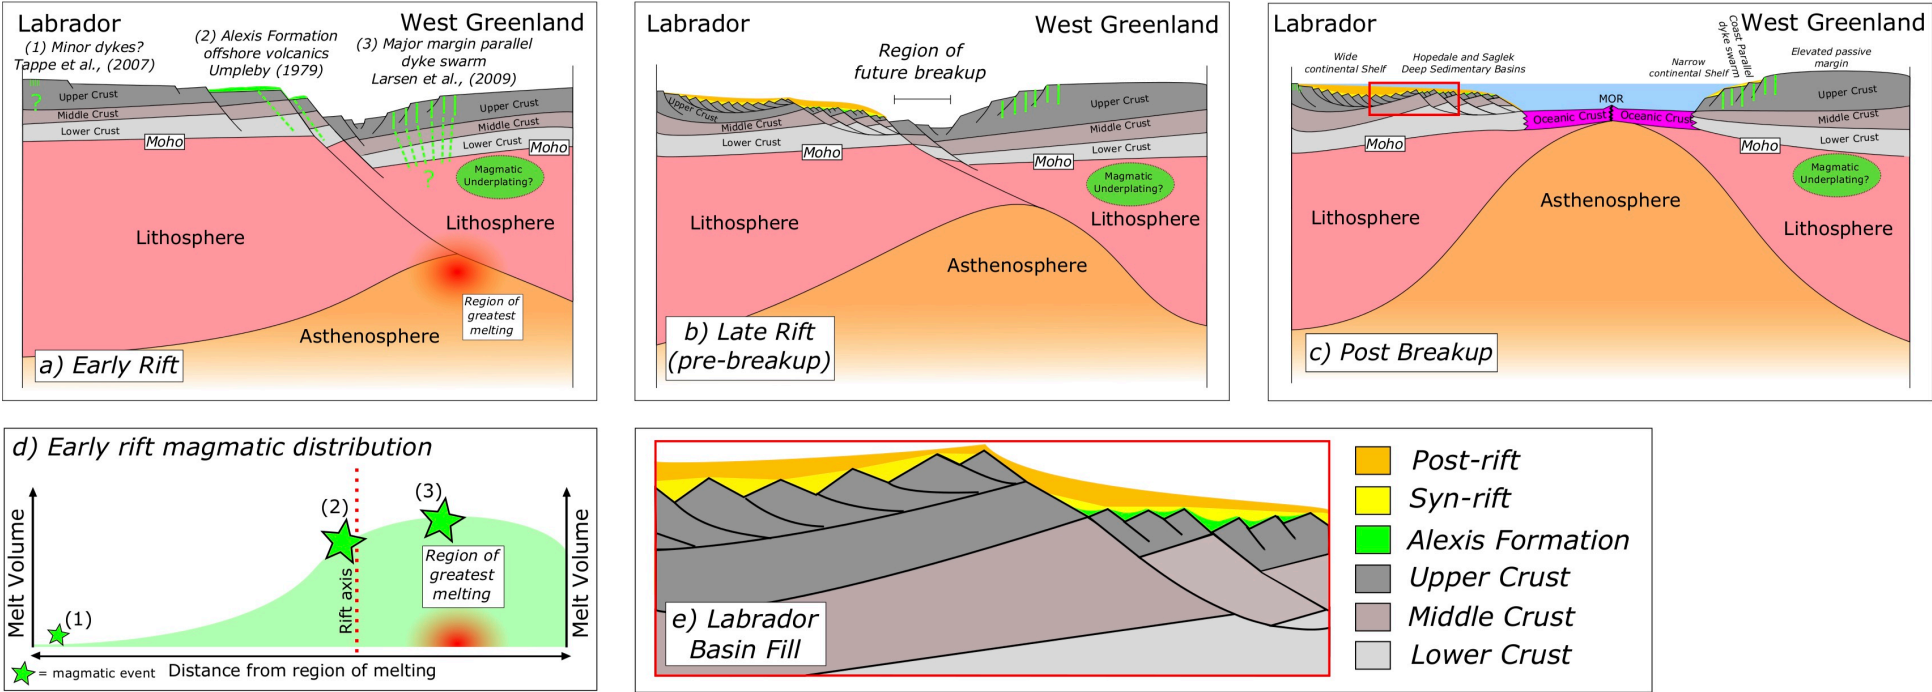 Labrador
West Greenland
(1) Minor dykes?
Tappe et al., (2007)
(2) Alexis Formation
offshore volcanics
Umpleby (1979)
(3) Major margin parallel
dyke swarm
Larsen et al., (2009)
?
Upper Crust
Middle Crust
Lower Crust
Moho
Upper Crust
Middle Crust
Lower Crust
Moho
?
Magmatic
Underplating?
Lithosphere
Lithosphere
Region of
greatest
melting
Asthenosphere
a) Early Rift
Labrador
West Greenland
Region of
future breakup
Upper Crust
Middle Crust
Lower Crust
Moho
Upper Crust
Middle Crust
Lower Crust
Moho
Magmatic
Underplating?
Lithosphere
Lithosphere
Asthenosphere
b) Late Rift
(pre-breakup)
Labrador
West Greenland
Wide
continental Shelf
Hopedale and Saglek
Deep Sedimentary Basins
Narrow
continental Shelf
Coast Parallel
dyke swarm
Elevated passive
margin
MOR
Oceanic Crust
Oceanic Crust
Upper Crust
Middle Crust
Lower Crust
Moho
Moho
Magmatic
Underplating?
Lithosphere
Asthenosphere
Lithosphere
c) Post Breakup
d) Early rift magmatic distribution
Melt Volume
(1)
(2)
(3)
Rift axis
Region of
greatest
melting
Melt Volume
= magmatic event
Distance from region of melting
e) Labrador
Basin Fill
Post-rift
Syn-rift
Alexis Formation
Upper Crust
Middle Crust
Lower Crust